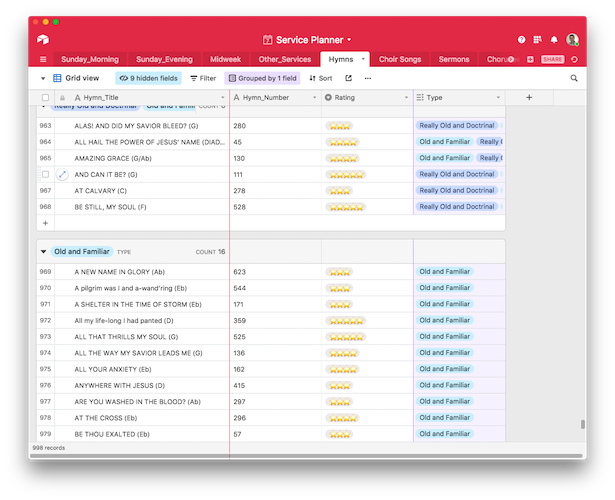 Service Planner
Sunday_Morning Sunday_Evening Midweek Other_Services Hymns Choir Songs Sermons SHARE
Grid view 9 hidden fields Filter Grouped by 1 field Sort
Hymn_Title Hymn_Number Rating Type
Really Old and Doctrinal Old and Famil COUNT 6
963 ALAS! AND DID MY SAVIOR BLEED? (G) 280 Really Old and Doctrinal
964 ALL HAIL THE POWER OF JESUS' NAME (DIAD... 45 Old and Familiar Really
965 AMAZING GRACE (G/Ab) 130 Old and Familiar Really
AND CAN IT BE? (G) 111 Really Old and Doctrinal
967 AT CALVARY (C) 278 Really Old and Doctrinal
968 BE STILL, MY SOUL (F) 528 Really Old and Doctrinal
Old and Familiar TYPE COUNT 16
969 A NEW NAME IN GLORY (Ab) 623 Old and Familiar
970 A pilgrim was I and a-wand'ring (Eb) 544 Old and Familiar
971 A SHELTER IN THE TIME OF STORM (Eb) 171 Old and Familiar
972 All my life-long I had panted (D) 359 Old and Familiar
973 ALL THAT THRILLS MY SOUL (G) 525 Old and Familiar
974 ALL THE WAY MY SAVIOR LEADS ME (G) 136 Old and Familiar
975 ALL YOUR ANXIETY (Eb) 162 Old and Familiar
976 ANYWHERE WITH JESUS (D) 415 Old and Familiar
977 ARE YOU WASHED IN THE BLOOD? (Ab) 297 Old and Familiar
978 AT THE CROSS (Eb) 296 Old and Familiar
979 BE THOU EXALTED (Eb) 57 Old and Familiar
998 records